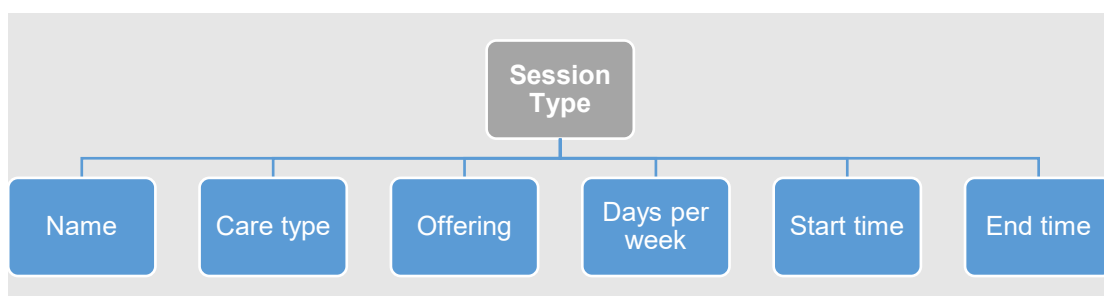 Session
Type
Name
Care type
Offering
Days per
week
Start time
End time